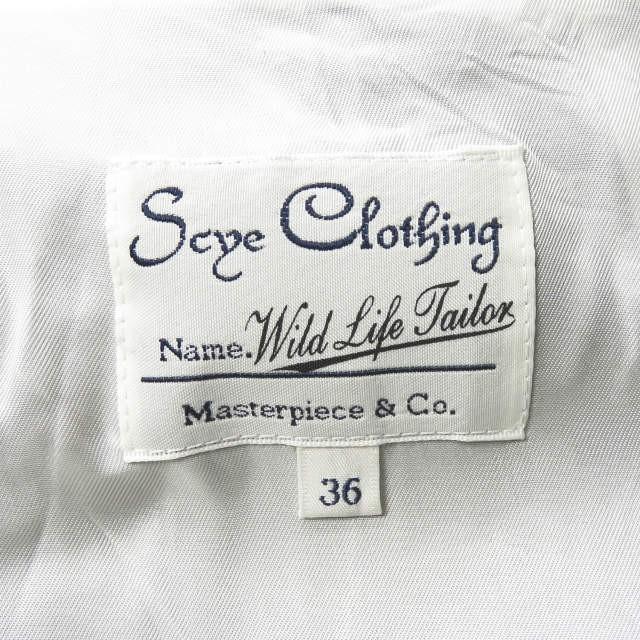 Scye Clothing
Name. Wild Life Tailor
Masterpiece & Co.
36